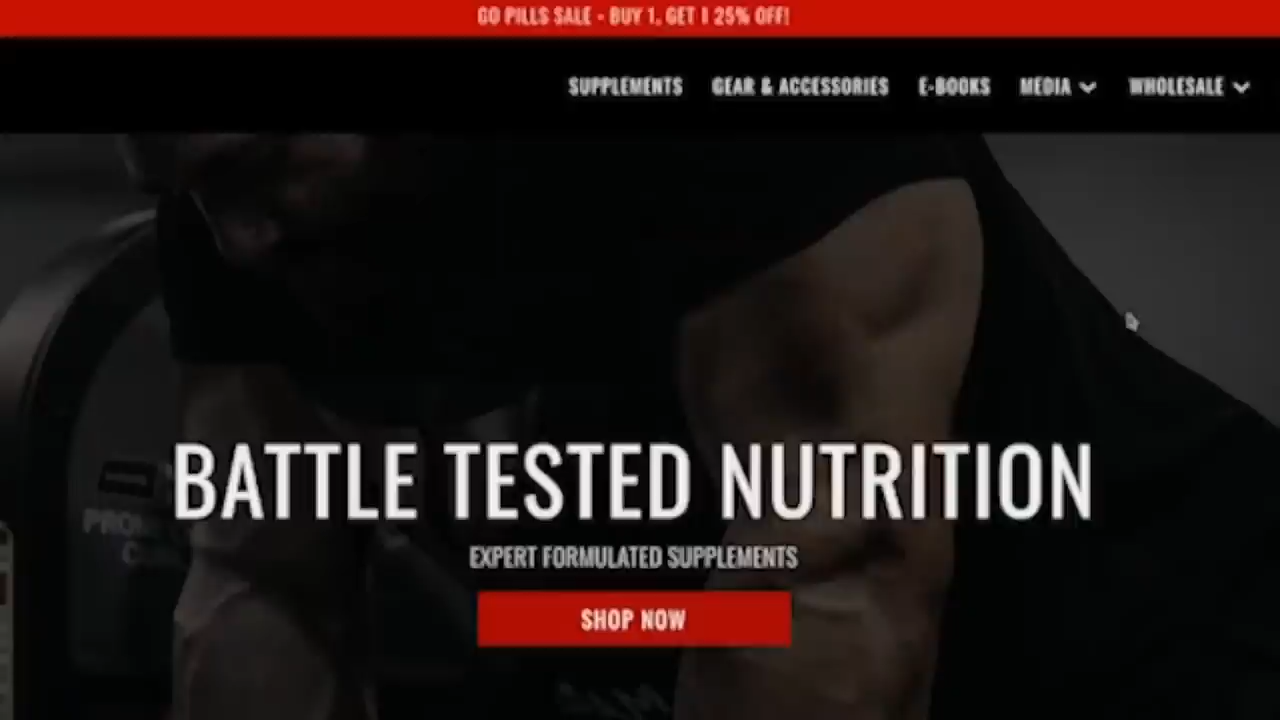 GO PILLS SALE - BUY 1, GET 1 25% OFF!
SUPPLEMENTS GEAR & ACCESSORIES E-BOOKS MEDIA WHOLESALE
BATTLE TESTED NUTRITION
EXPERT FORMULATED SUPPLEMENTS
SHOP NOW